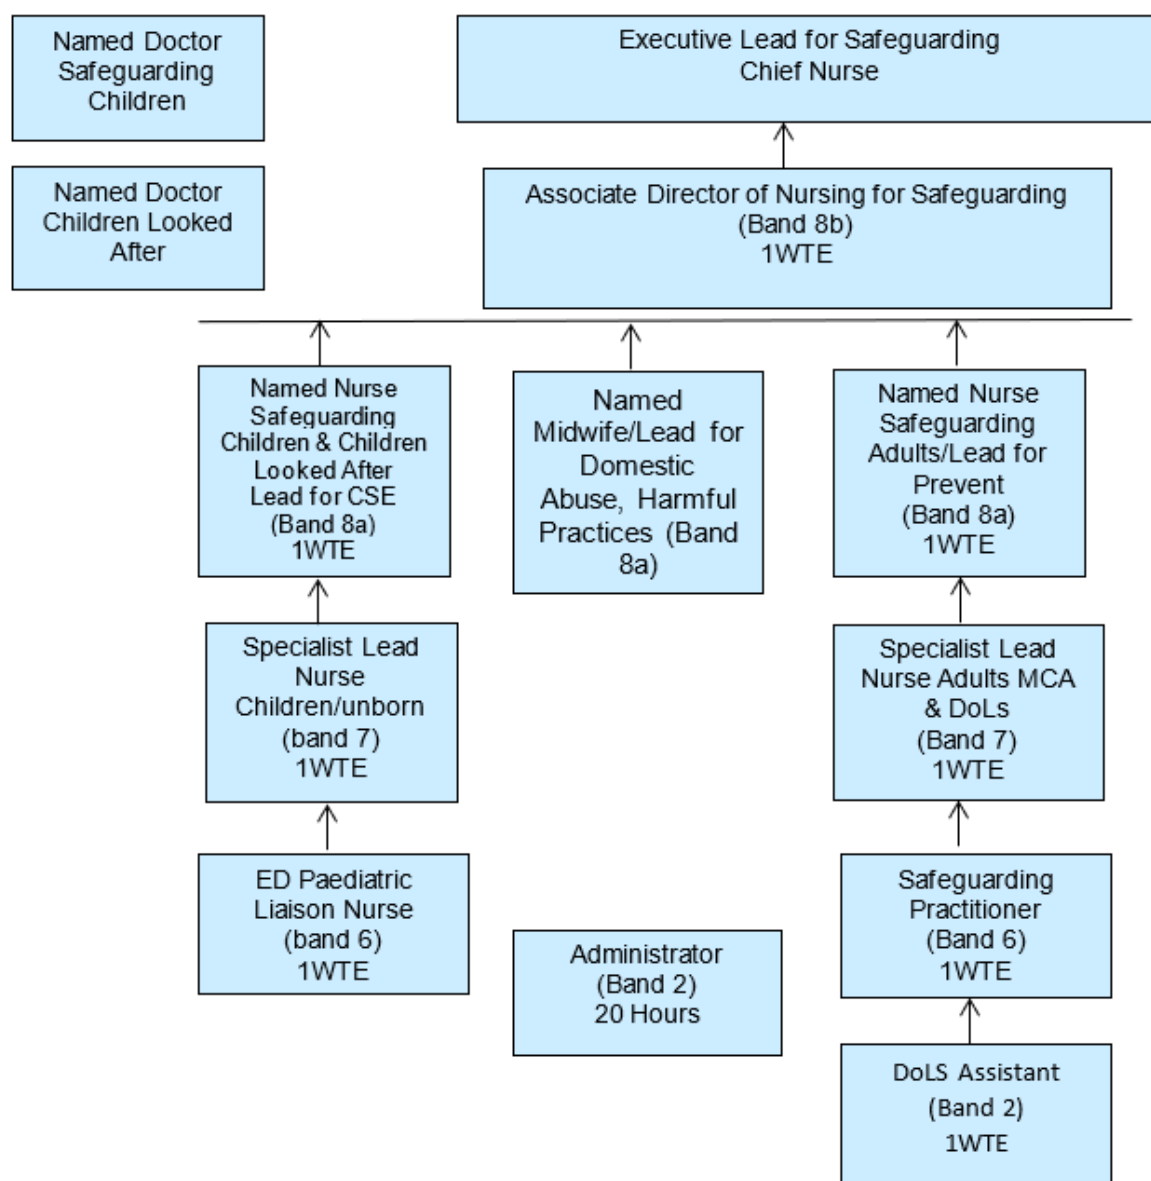 Named Doctor
Safeguarding
Children
Executive Lead for Safeguarding
Chief Nurse
Named Doctor
Children Looked
After
Associate Director of Nursing for Safeguarding
(Band 8b)
1WTE
Named Nurse
Safeguarding
Children & Children
Looked After
Lead for CSE
(Band 8a)
1WTE
Named
Midwife/Lead for
Domestic
Abuse, Harmful
Practices (Band
8a)
Named Nurse
Safeguarding
Adults/Lead for
Prevent
(Band 8a)
1WTE
Specialist Lead
Nurse
Children/unborn
(band 7)
1WTE
Specialist Lead
Nurse Adults MCA
& DoLs
(Band 7)
1WTE
ED Paediatric
Liaison Nurse
(band 6)
1WTE
Administrator
(Band 2)
20 Hours
Safeguarding
Practitioner
(Band 6)
1WTE
DoLS Assistant
(Band 2)
1WTE